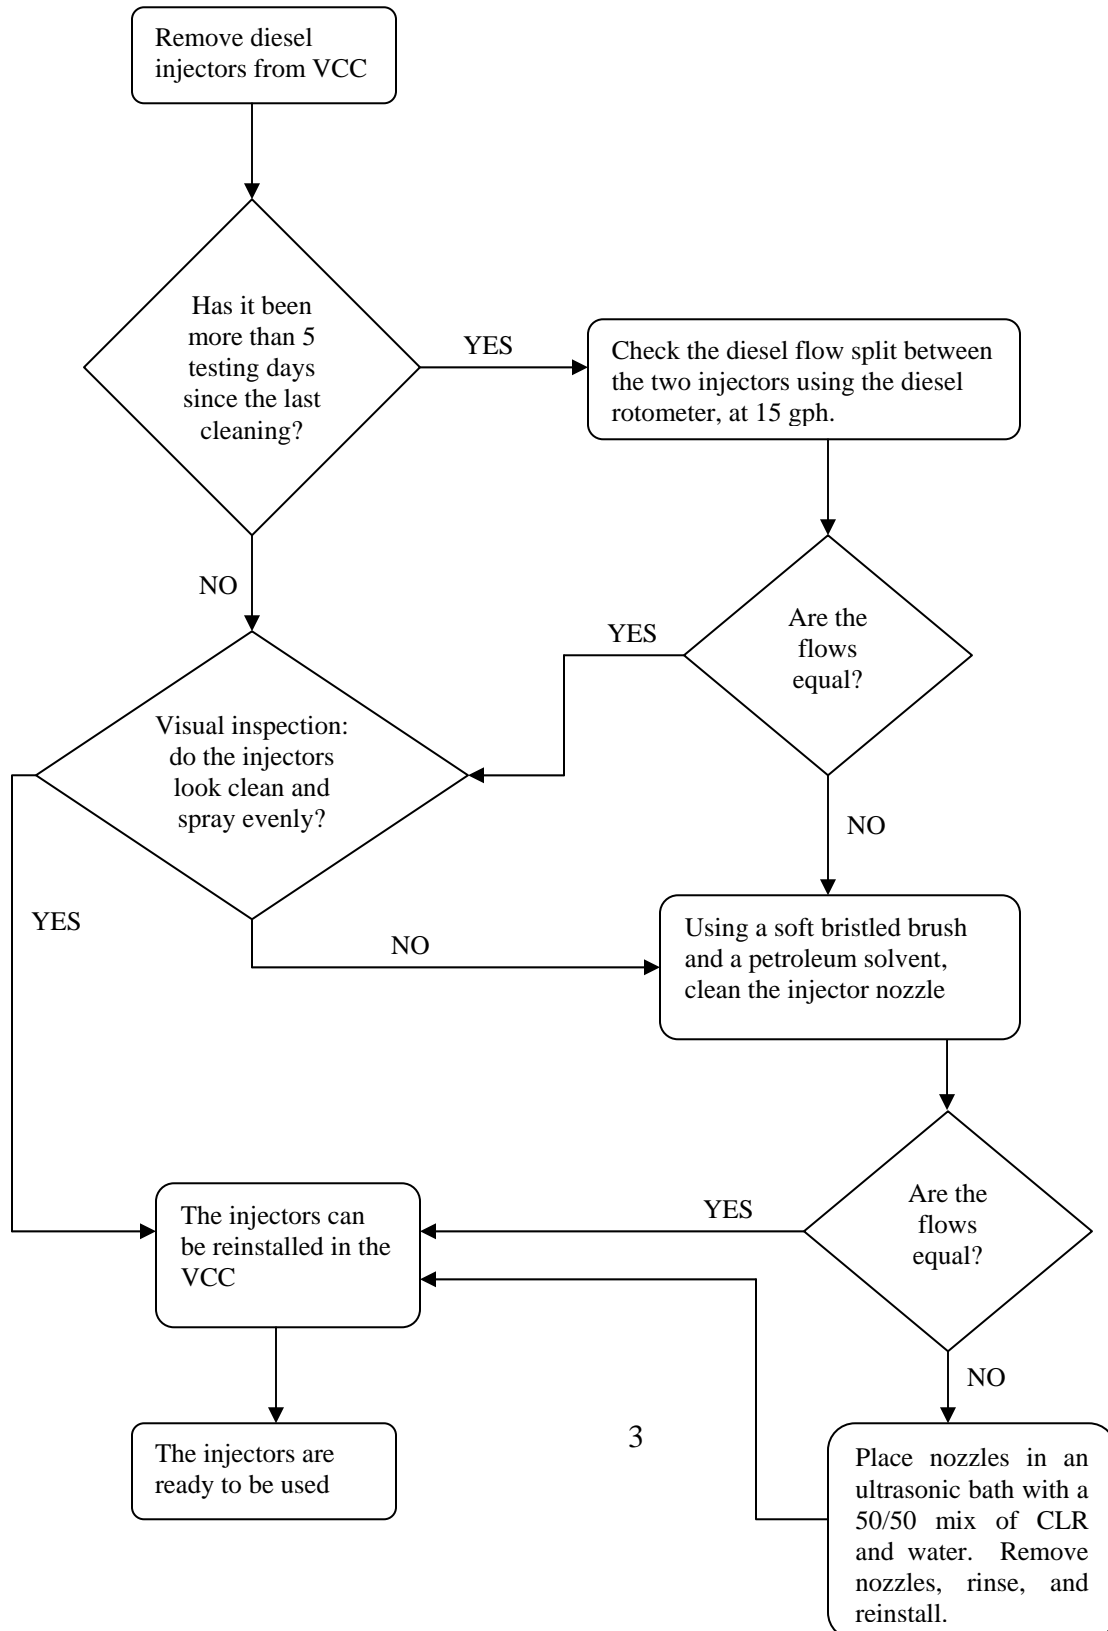 Remove diesel
injectors from VCC
Has it been
more than 5
testing days
since the last
cleaning?
YES
Check the diesel flow split between
the two injectors using the diesel
rotometer, at 15 gph.
NO
Are the
flows
equal?
YES
Visual inspection:
do the injectors
look clean and
spray evenly?
NO
YES
NO
Using a soft bristled brush
and a petroleum solvent,
clean the injector nozzle
Are the
flows
equal?
YES
The injectors can
be reinstalled in the
VCC
NO
The injectors are
ready to be used
3
Place nozzles in an
ultrasonic bath with a
50/50 mix of CLR
and water. Remove
nozzles, rinse, and
reinstall.